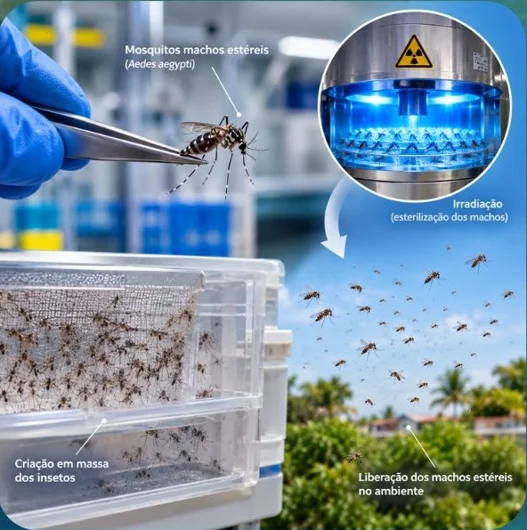 Mosquitos machos estéreis
(Aedes aegypti)
Irradiação
(esterilização dos machos)
Criação em massa
dos insetos
Liberação dos machos estéreis
no ambiente